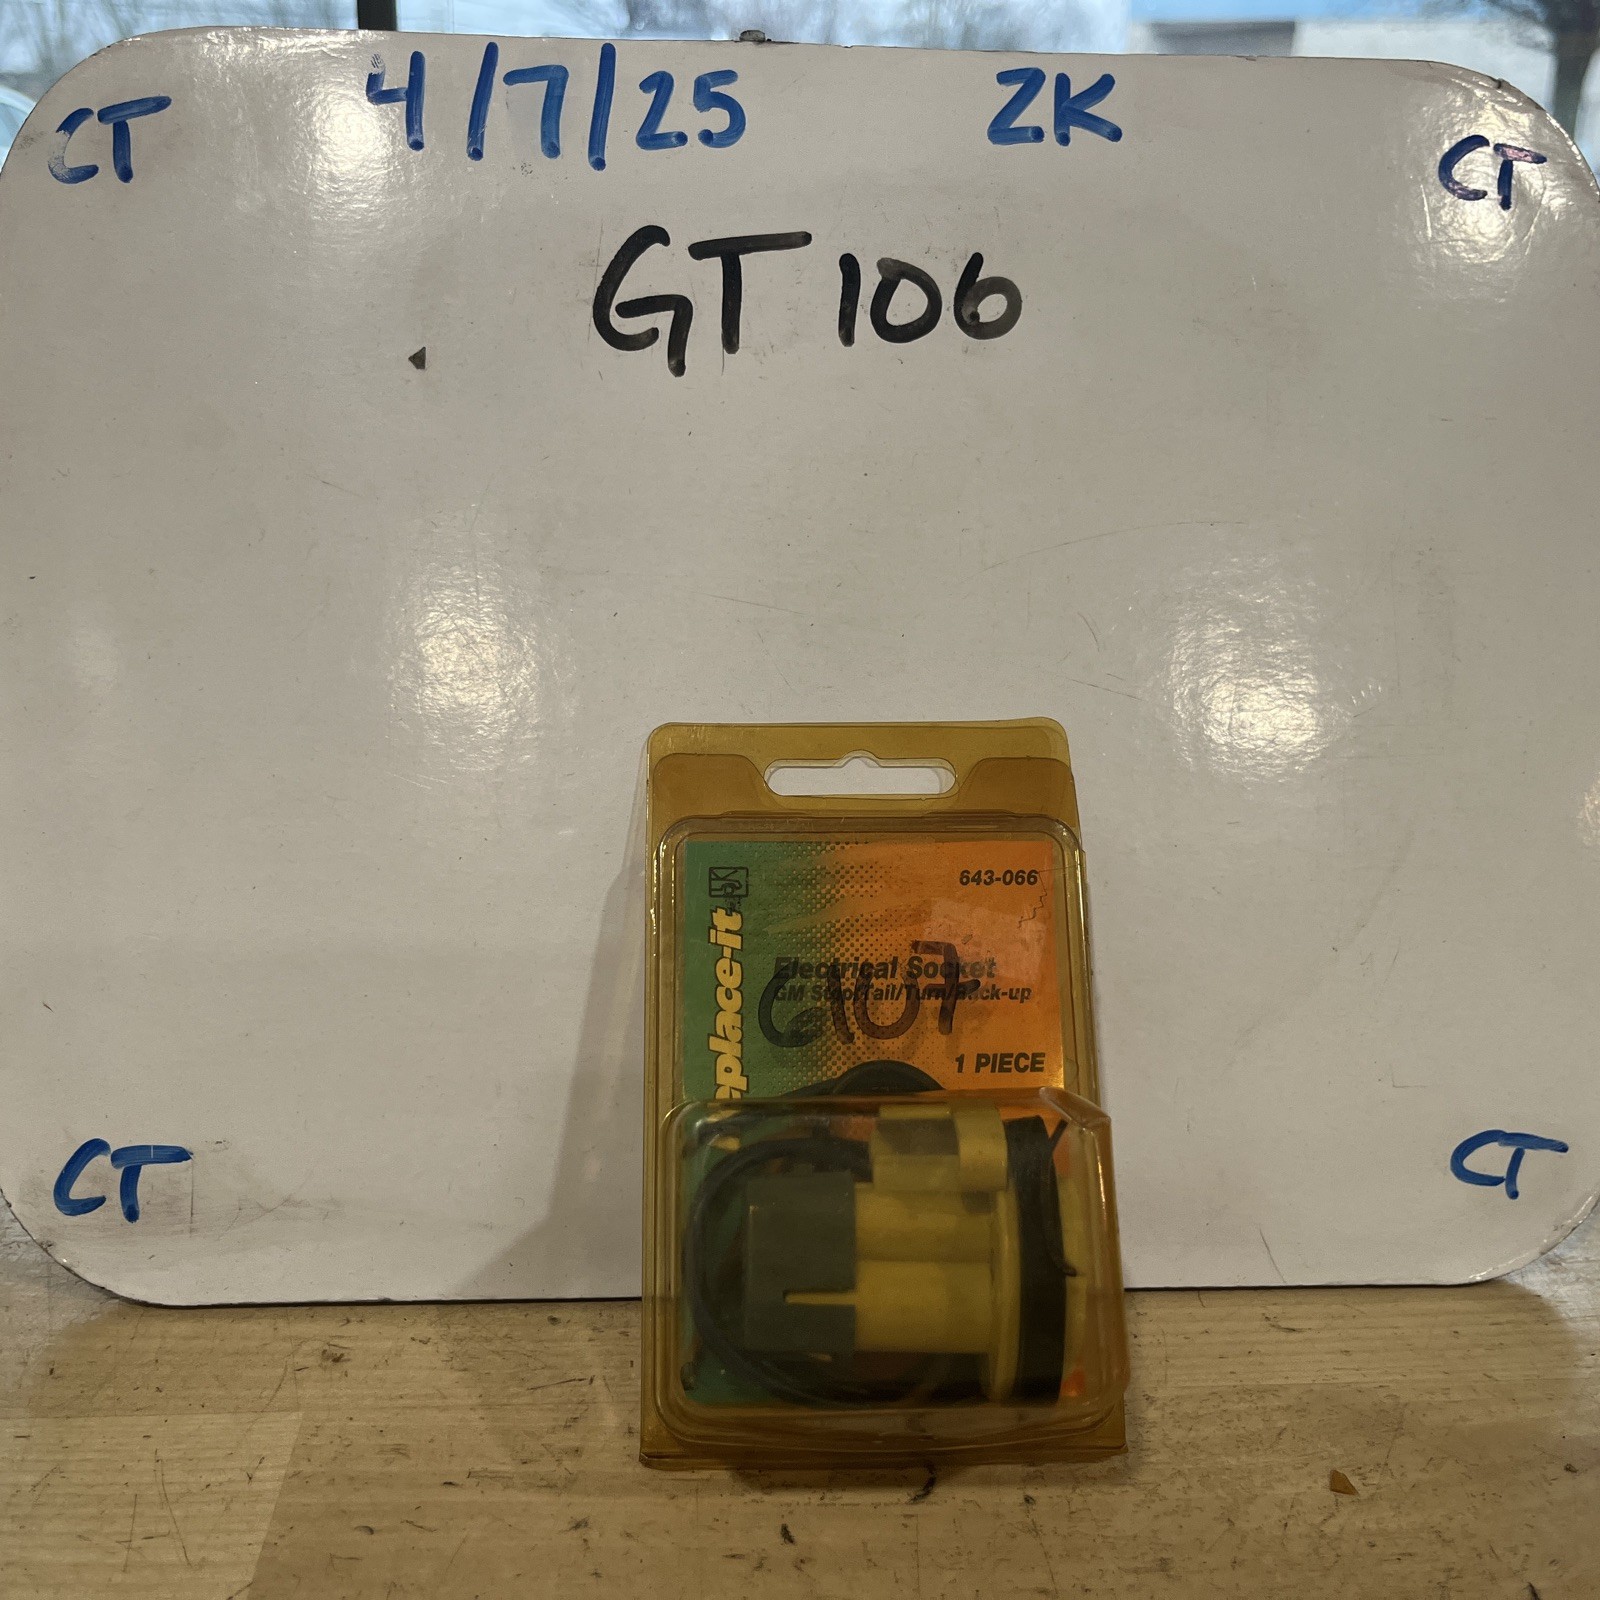 CT 4/7/25 ZK CT
GT 106
643-066
Electrical Socket
GM Stop/Tail/Turn/Back-up
1 PIECE
CT CT